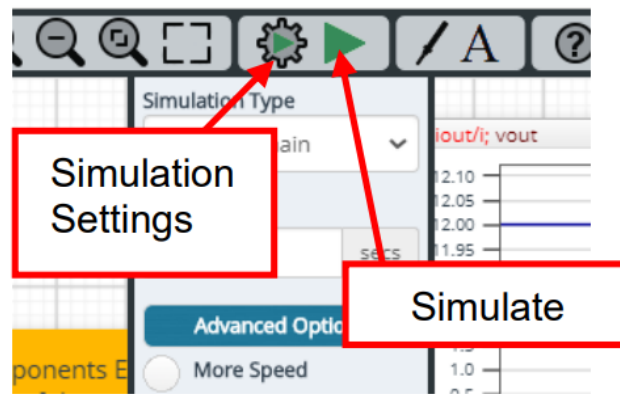 A
?
Simulation Type
ain
iout/i; vout
Simulation
Settings
12.10
12.05
12.00
11.95
secs
Simulate
Advanced Optio
ponents E
More Speed
1.0